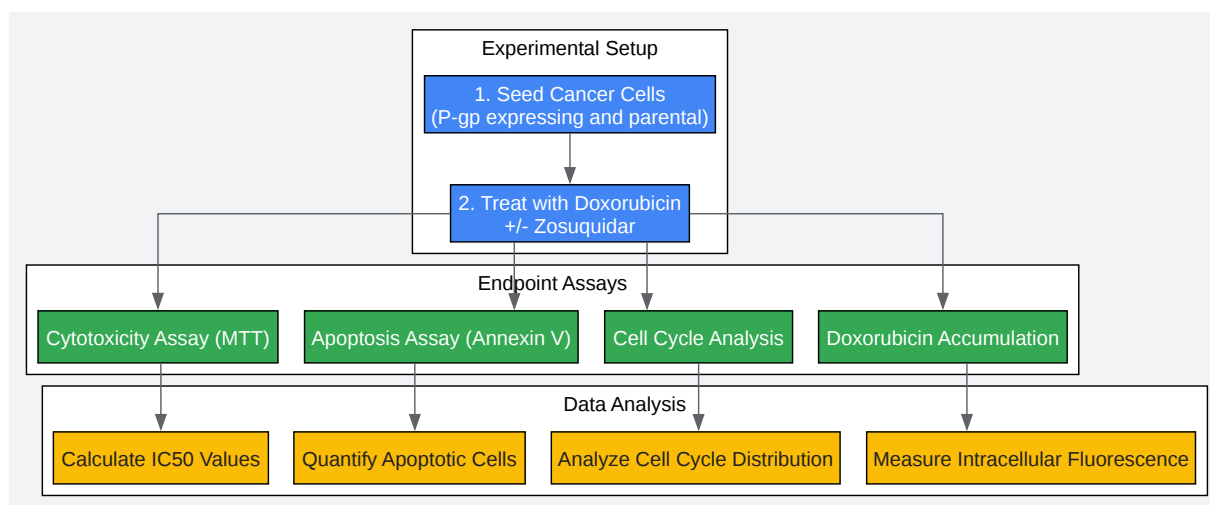 Experimental Setup
1. Seed Cancer Cells
(P-gp expressing and parental)
2. Treat with Doxorubicin
+/- Zosuquidar
Endpoint Assays
Cytotoxicity Assay (MTT)
Apoptosis Assay (Annexin V)
Cell Cycle Analysis
Doxorubicin Accumulation
Data Analysis
Calculate IC50 Values
Quantify Apoptotic Cells
Analyze Cell Cycle Distribution
Measure Intracellular Fluorescence